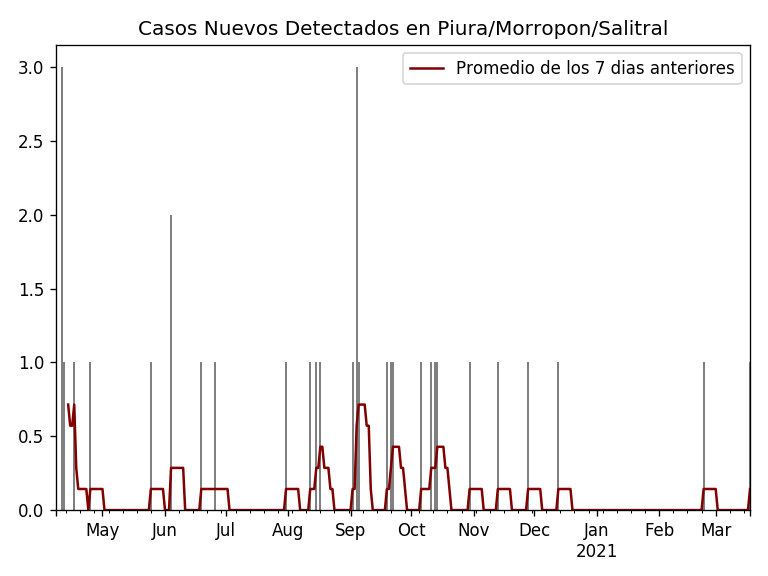 Casos Nuevos Detectados en Piura/Morropon/Salitral
Promedio de los 7 dias anteriores
3.0
2.5
2.0
1.5
1.0
0.5
0.0
May Jun Jul Aug Sep Oct Nov Dec Jan Feb Mar
2021